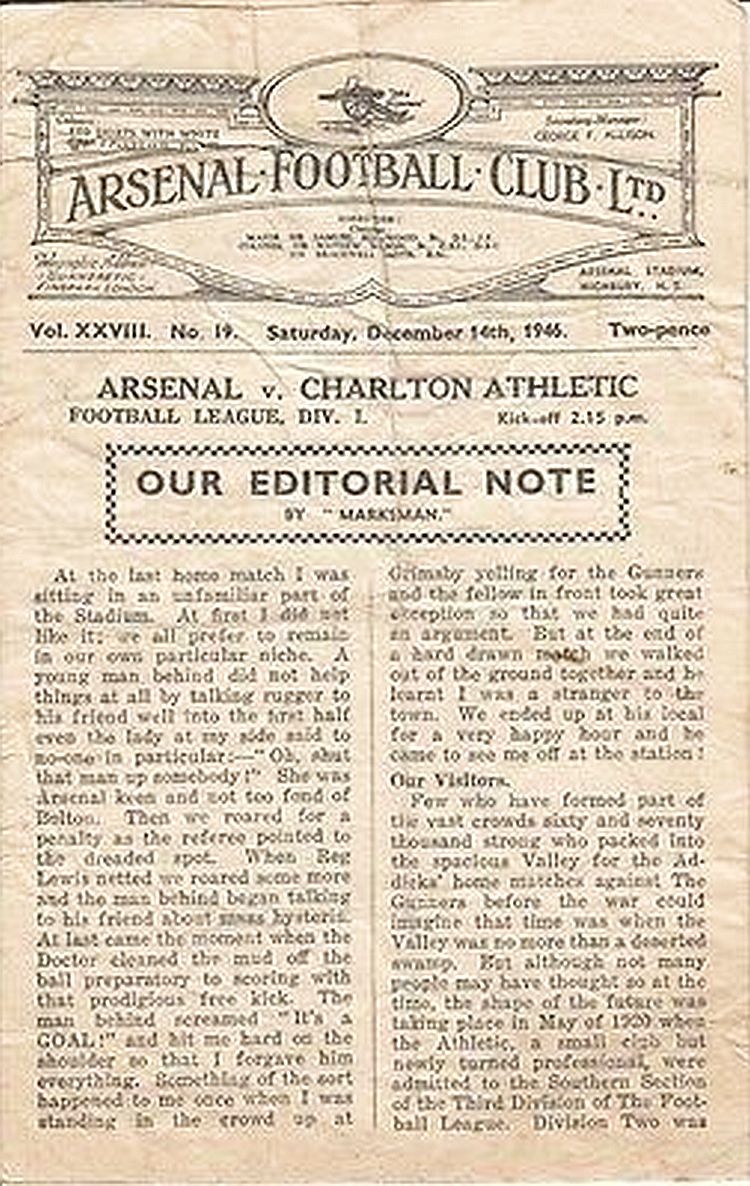 RED SHIRTS WITH WHITE
Secretary-Manager:
GEORGE F. ALLISON.
ARSENAL · FOOTBALL · CLUB · LTD.
DIRECTORS:
ARSENAL STADIUM,
HIGHBURY, N. 5.
FINSPARK LONDON
Vol. XXVIII. No. 19. Saturday, December 14th, 1946. Two-pence
ARSENAL v. CHARLTON ATHLETIC
FOOTBALL LEAGUE, DIV. I. Kick-off 2.15 p.m.
OUR EDITORIAL NOTE
BY "MARKSMAN."
At the last home match I was
sitting in an unfamiliar part of
the Stadium. At first I did not
like it: we all prefer to remain
in our own particular niche. A
young man behind did not help
things at all by talking rugger to
his friend well into the first half
even the lady at my side said to
no-one in particular:—"Oh, shut
that man up somebody!" She was
Arsenal keen and not too fond of
Bolton. Then we roared for a
penalty as the referee pointed to
the dreaded spot. When Reg
Lewis netted we roared some more
and the man behind began talking
to his friend about mass hysteria.
At last came the moment when the
Doctor cleaned the mud off the
ball preparatory to scoring with
that prodigious free kick. The
man behind screamed "It's a
GOAL!" and hit me hard on the
shoulder so that I forgave him
everything. Something of the sort
happened to me once when I was
standing in the crowd up at
Grimsby yelling for the Gunners
and the fellow in front took great
exception so that we had quite
an argument. But at the end of
a hard drawn match we walked
out of the ground together and he
learnt I was a stranger to the
town. We ended up at his local
for a very happy hour and he
came to see me off at the station!
Our Visitors.
Few who have formed part of
the vast crowds sixty and seventy
thousand strong who packed into
the spacious Valley for the Ad-
dicks' home matches against The
Gunners before the war could
imagine that time was when the
Valley was no more than a deserted
swamp. But although not many
people may have thought so at the
time, the shape of the future was
taking place in May of 1920 when
the Athletic, a small club but
newly turned professional, were
admitted to the Southern Section
of the Third Division of The Foot-
ball League. Division Two was